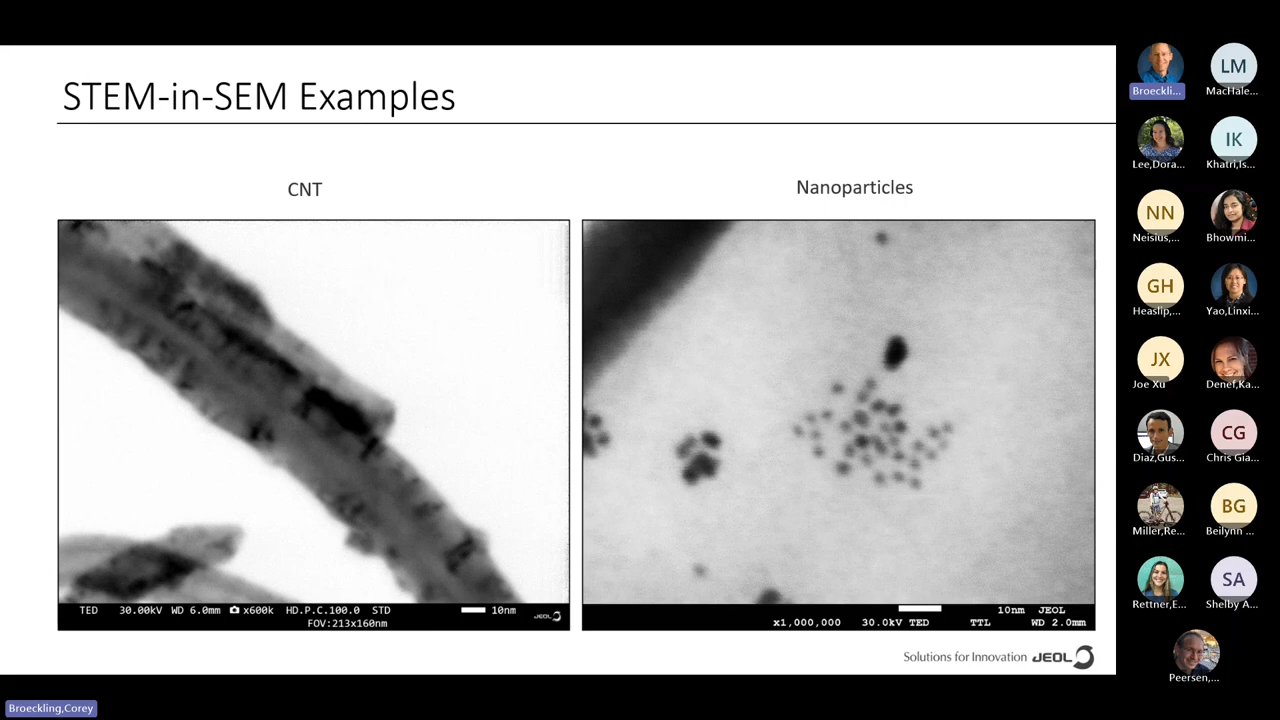 STEM-in-SEM Examples
CNT
Nanoparticles
TED 30.00kV WD 6.0mm x600k HD.P.C.100.0 STD 10nm
FOV:213x160nm JEOL
10nm JEOL
x1,000,000 30.0kV TED TTL WD 2.0mm
Solutions for Innovation JEOL
Broeckli...
LM
MacHale...
Lee,Dora...
IK
Khatri,Is...
NN
Neisius,...
Bhowmi...
GH
Heaslip,...
Yao,Linxi...
JX
Joe Xu
Denef,Ka...
Diaz,Gus...
CG
Chris Gia...
Miller,Re...
BG
Beilynn ...
Rettner,E...
SA
Shelby A...
Peersen,...
Broeckling,Corey